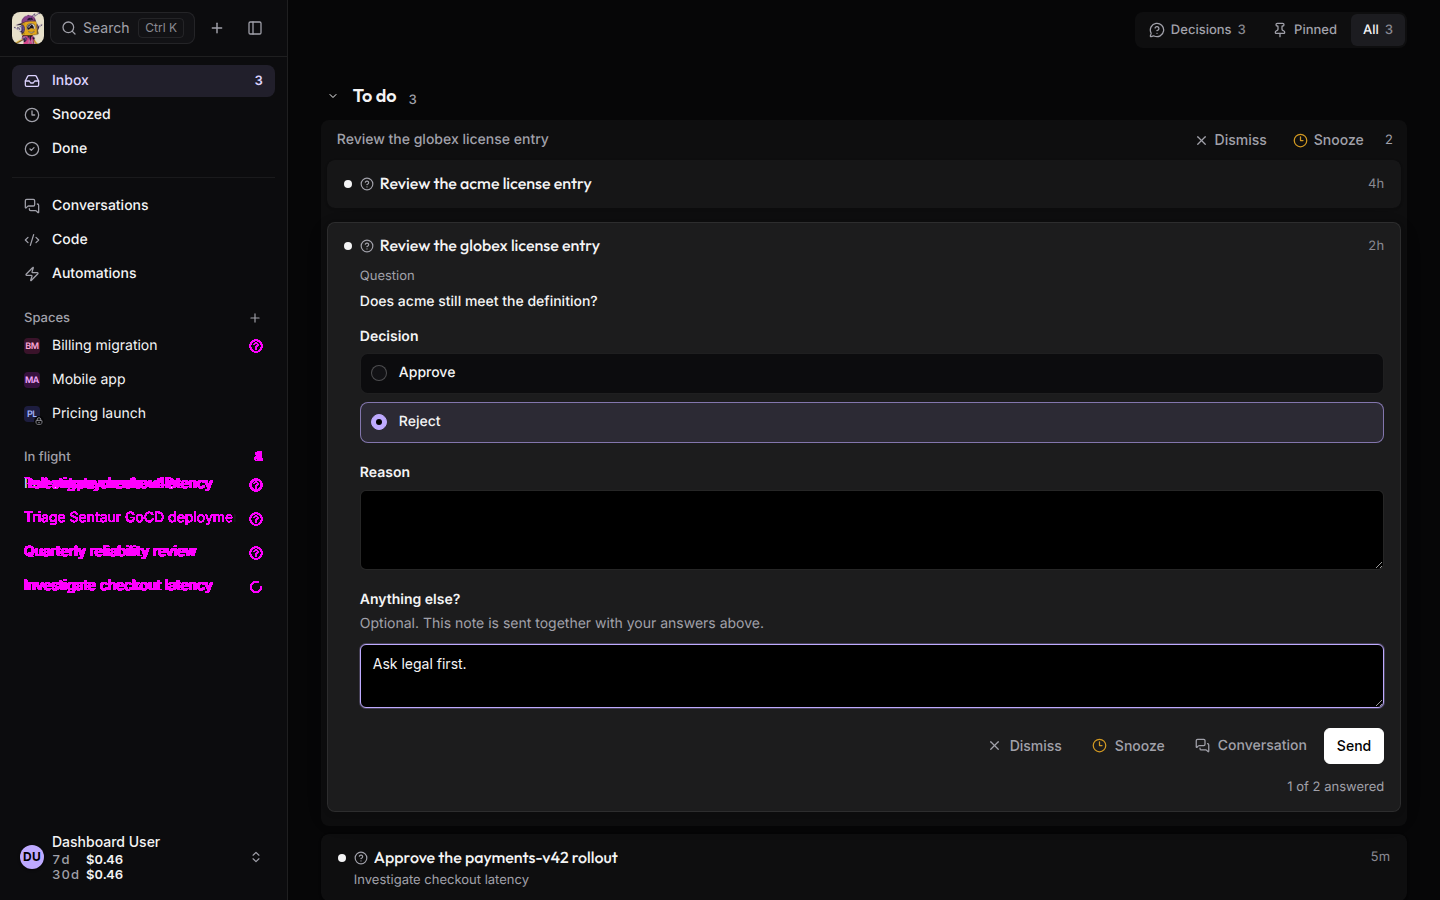 Search Ctrl K
Decisions 3 Pinned All 3
Inbox 3
Snoozed
Done
Conversations
Code
Automations
Spaces
BM Billing migration
MA Mobile app
PL Pricing launch
In flight
latency
Triage Sentaur GoCD deployme
Quarterly reliability review
Investigate checkout latency
DU Dashboard User
7d $0.46
30d $0.46
To do 3
Review the globex license entry Dismiss Snooze 2
Review the acme license entry 4h
Review the globex license entry 2h
Question
Does acme still meet the definition?
Decision
Approve
Reject
Reason
Anything else?
Optional. This note is sent together with your answers above.
Ask legal first.
Dismiss Snooze Conversation Send
1 of 2 answered
Approve the payments-v42 rollout 5m
Investigate checkout latency